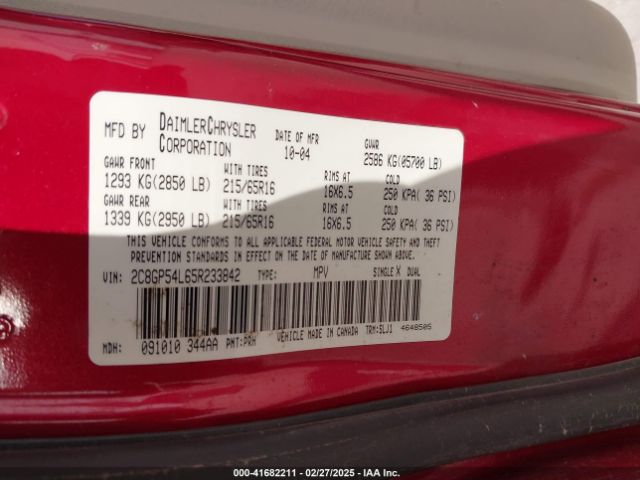 MFD BY DAIMLERCHRYSLER CORPORATION DATE OF MFR 10-04 GVWR 2586 KG(05700 LB)
GAWR FRONT WITH TIRES RIMS AT COLD
1293 KG(2850 LB) 215/65R16 16X6.5 250 KPA( 36 PSI)
GAWR REAR WITH TIRES RIMS AT COLD
1339 KG(2950 LB) 215/65R16 16X6.5 250 KPA( 36 PSI)
THIS VEHICLE CONFORMS TO ALL APPLICABLE FEDERAL MOTOR VEHICLE SAFETY AND THEFT
PREVENTION STANDARDS IN EFFECT ON THE DATE OF MANUFACTURE SHOWN ABOVE.
VIN: 2C8GP54L65R233842 TYPE: MPV SINGLE X DUAL
VEHICLE MADE IN CANADA TRM:SLJ1 4648505
MDH: 091010 344AA PNT:PRH
000-41682211 - 02/27/2025 - IAA Inc.